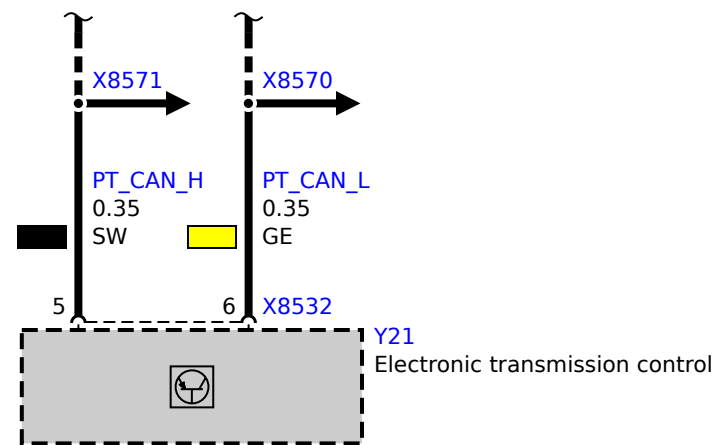 X8571 X8570
PT_CAN_H PT_CAN_L
0.35 0.35
SW GE
5 6 X8532
Y21
Electronic transmission control